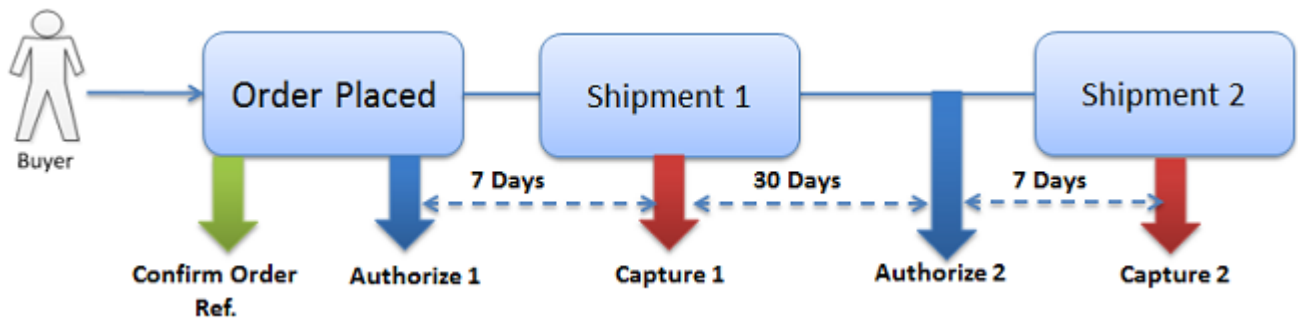 Buyer
Order Placed
Shipment 1
Shipment 2
7 Days
30 Days
7 Days
Confirm Order
Ref.
Authorize 1
Capture 1
Authorize 2
Capture 2